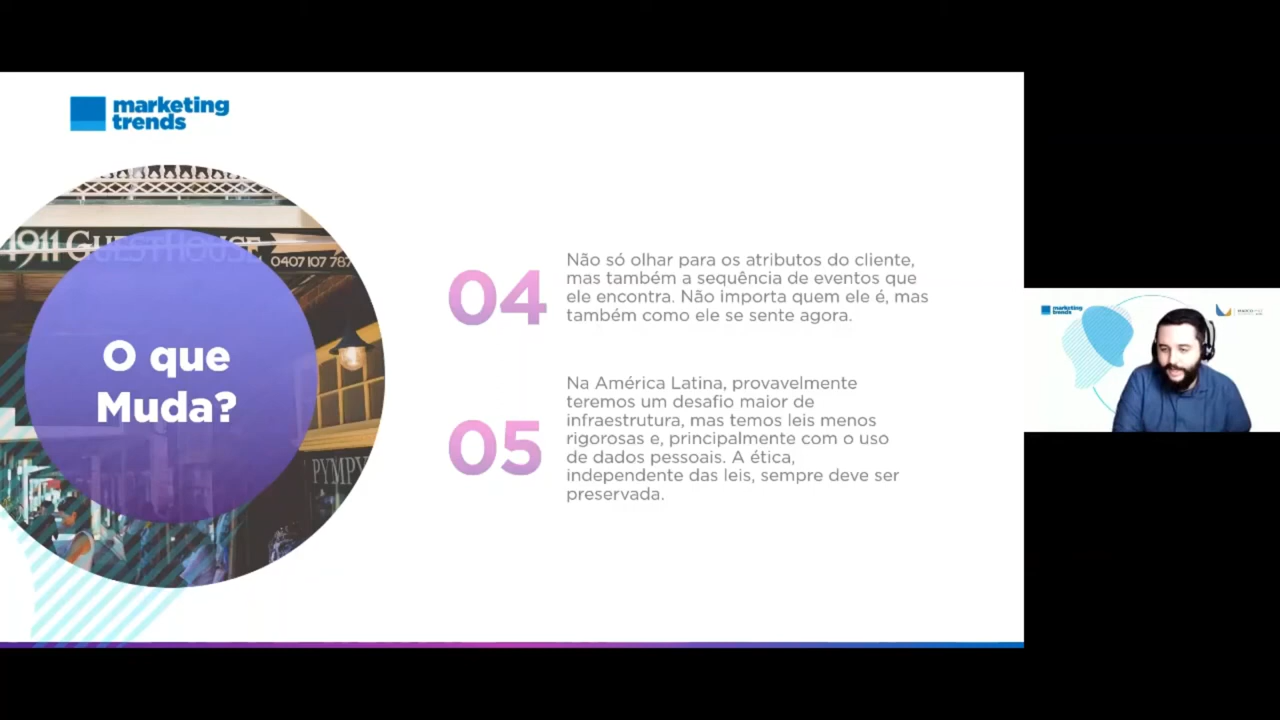 marketing
trends
1911 GUESTHOUSE
0407 107 787
O que
Muda?
PYMPY
04
Não só olhar para os atributos do cliente,
mas também a sequência de eventos que
ele encontra. Não importa quem ele é, mas
também como ele se sente agora.
05
Na América Latina, provavelmente
teremos um desafio maior de
infraestrutura, mas temos leis menos
rigorosas e, principalmente com o uso
de dados pessoais. A ética,
independente das leis, sempre deve ser
preservada.
marketing
trends